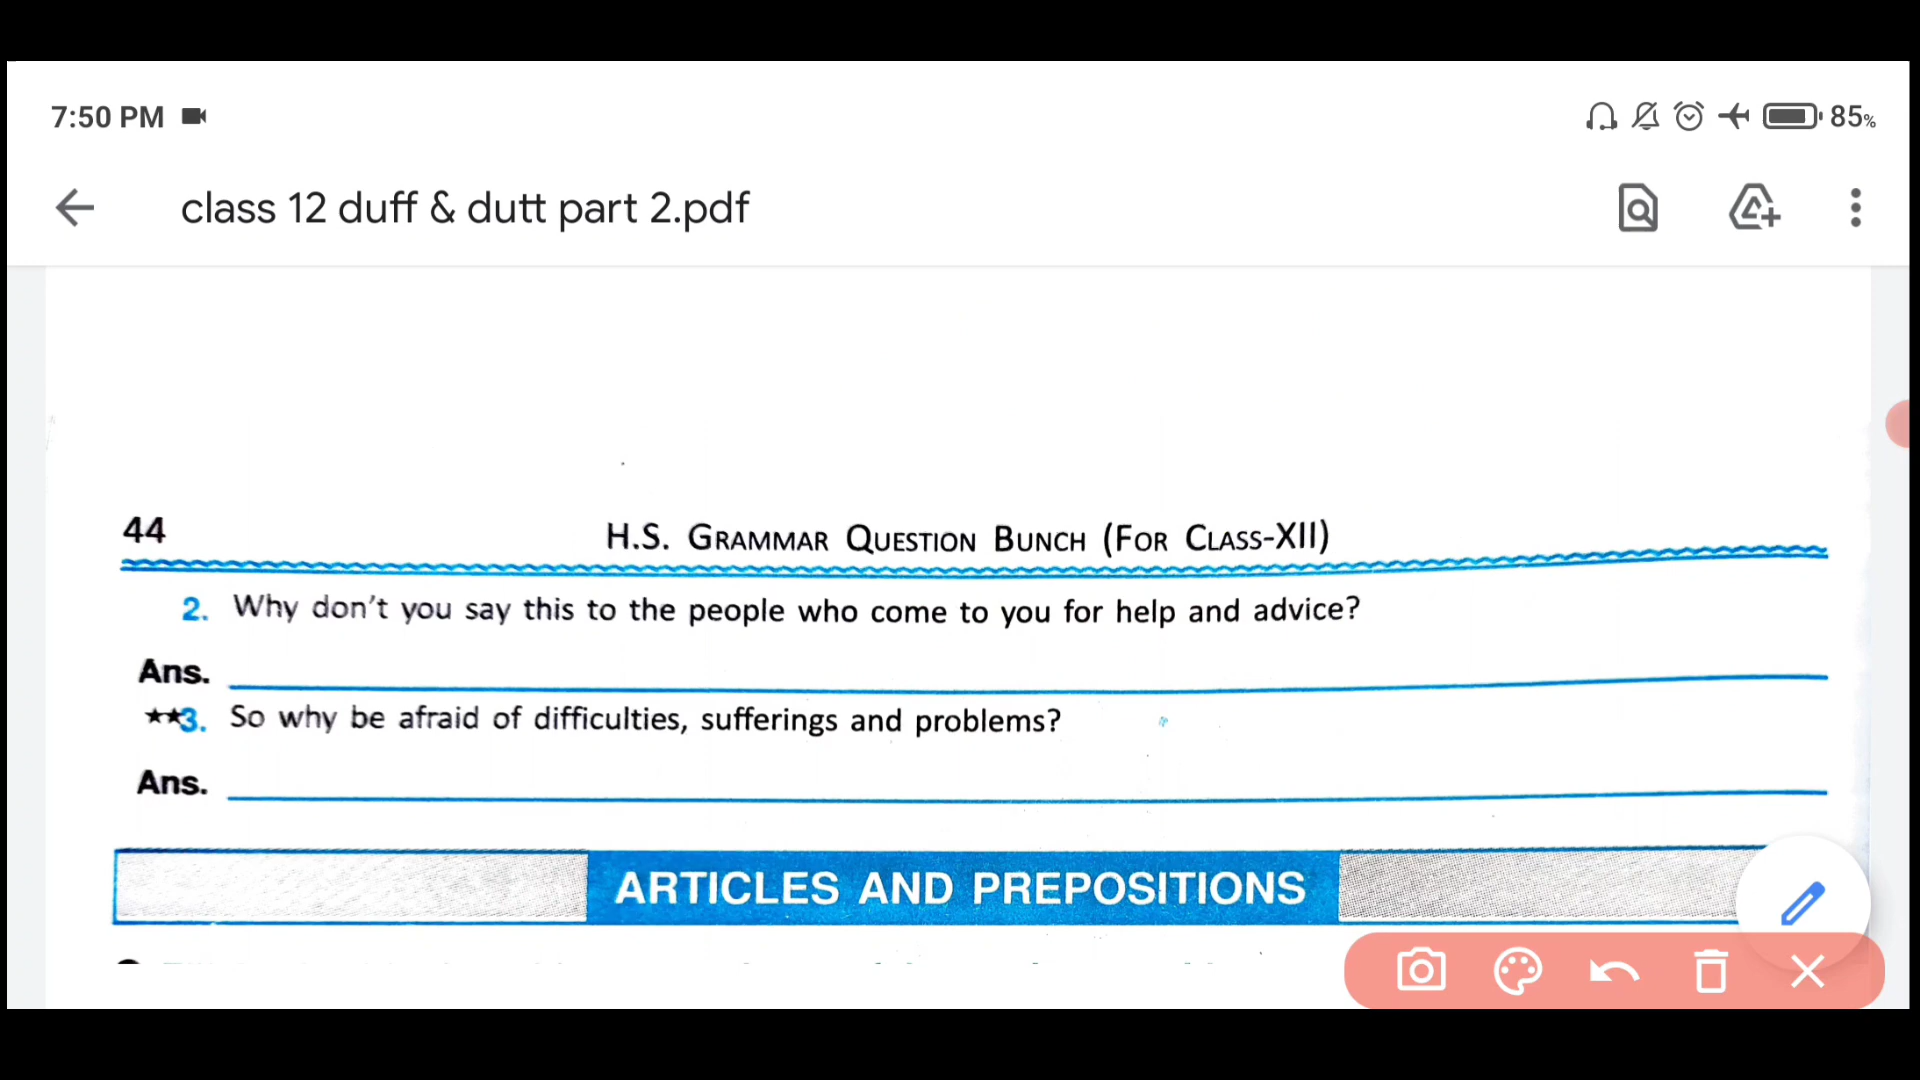 7:50 PM 85%
class 12 duff & dutt part 2.pdf
44 H.S. GRAMMAR QUESTION BUNCH (FOR CLASS-XII)
2. Why don't you say this to the people who come to you for help and advice?
Ans.
★★3. So why be afraid of difficulties, sufferings and problems?
Ans.
ARTICLES AND PREPOSITIONS